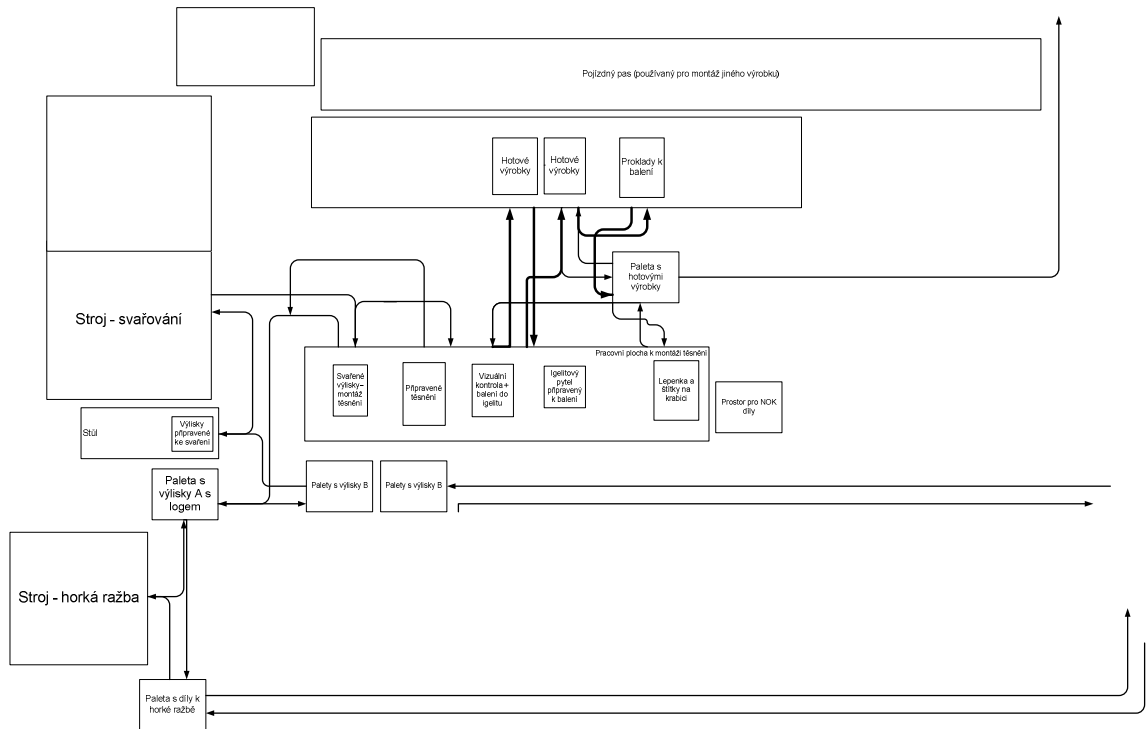 Pojízdný pas (používaný pro montáž jiného výrobku)
Hotové
výrobky
Hotové
výrobky
Proklady k
balení
Paleta s
hotovými
výrobky
Stroj - svařování
Pracovní plocha k montáži těsnění
Svařené
výlisky–
montáž
těsnění
Připravené
těsnění
Vizuální
kontrola +
balení do
igelitu
Igelitový
pytel
připravený
k balení
Lepenka a
štítky na
krabici
Prostor pro NOK
díly
Stůl
Výlisky
připravené
ke svaření
Paleta s
výlisky A s
logem
Palety s výlisky B
Palety s výlisky B
Stroj - horká ražba
Paleta s díly k
horké ražbě